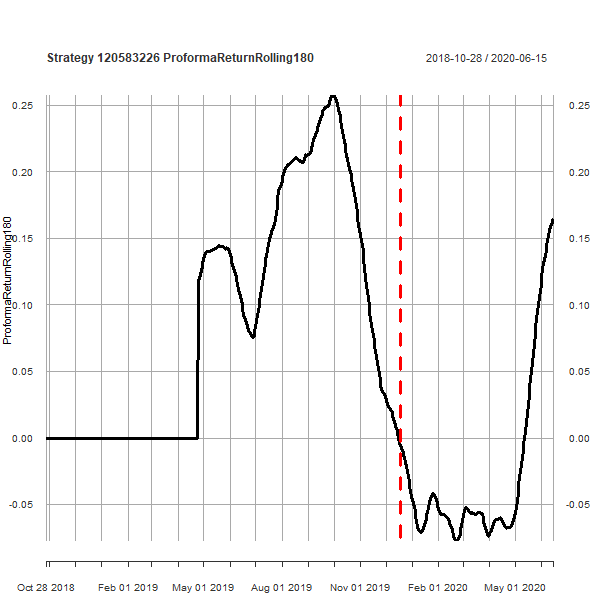 Strategy 120583226 ProformaReturnRolling180
2018-10-28 / 2020-06-15
ProformaReturnRolling180
0.25 0.25
0.20 0.20
0.15 0.15
0.10 0.10
0.05 0.05
0.00 0.00
-0.05 -0.05
Oct 28 2018 Feb 01 2019 May 01 2019 Aug 01 2019 Nov 01 2019 Feb 01 2020 May 01 2020